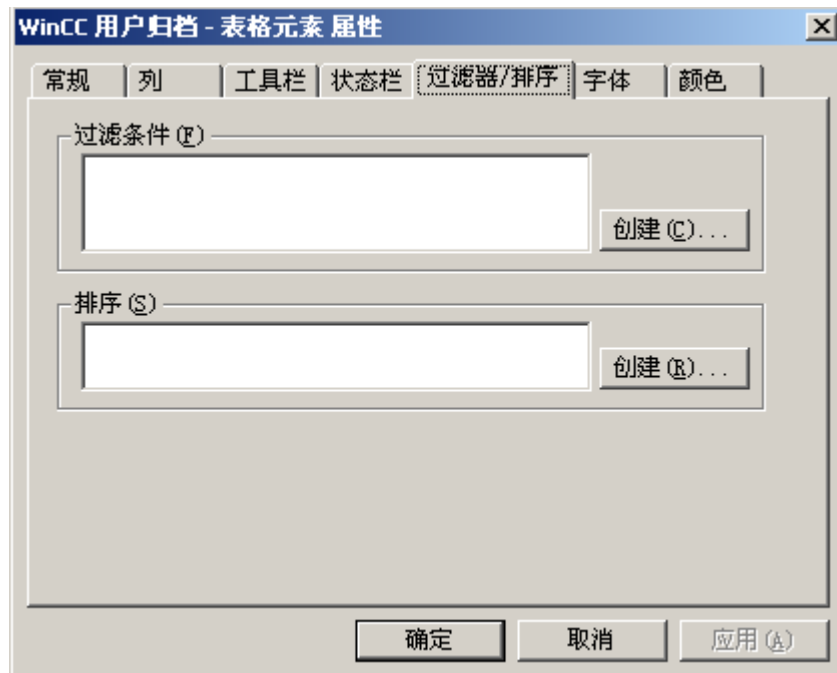 WinCC 用户归档 - 表格元素 属性
常规 列 工具栏 状态栏 过滤器/排序 字体 颜色
过滤条件(F)
创建(C)...
排序(S)
创建(R)...
确定 取消 应用(A)